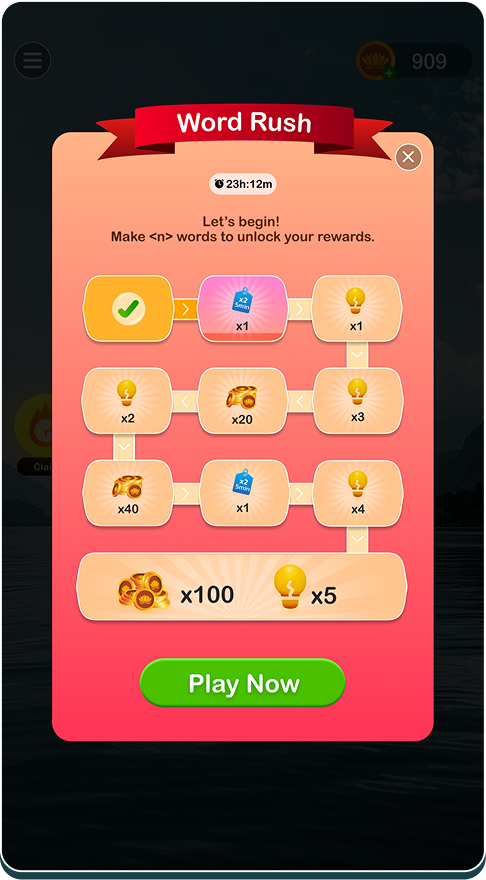 909
Word Rush
23h:12m
Let's begin!
Make <n> words to unlock your rewards.
x2
5min
x1
x1
x2
x20
x3
x40
x2
5min
x1
x4
x100
x5
Clai
Play Now